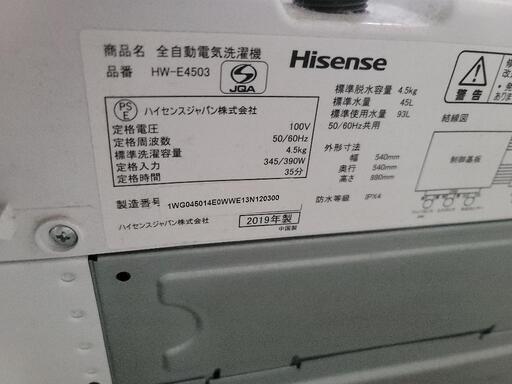 商品名 全自動電気洗濯機
品番 HW-E4503
JQA
Hisense
PS
E
ハイセンスジャパン株式会社
定格電圧 100V
定格周波数 50/60Hz
標準洗濯容量 4.5kg
定格入力 345/390W
定格時間 35分
製造番号 1WG045014E0WWE13N120300
ハイセンスジャパン株式会社
2019年製
中国製
標準脱水容量 4.5kg
標準水量 45L
標準使用水量 93L
50/60Hz共用
外形寸法
幅 540mm
奥行 540mm
高さ 880mm
防水等級 IPX4
警告
結線図
制御基板